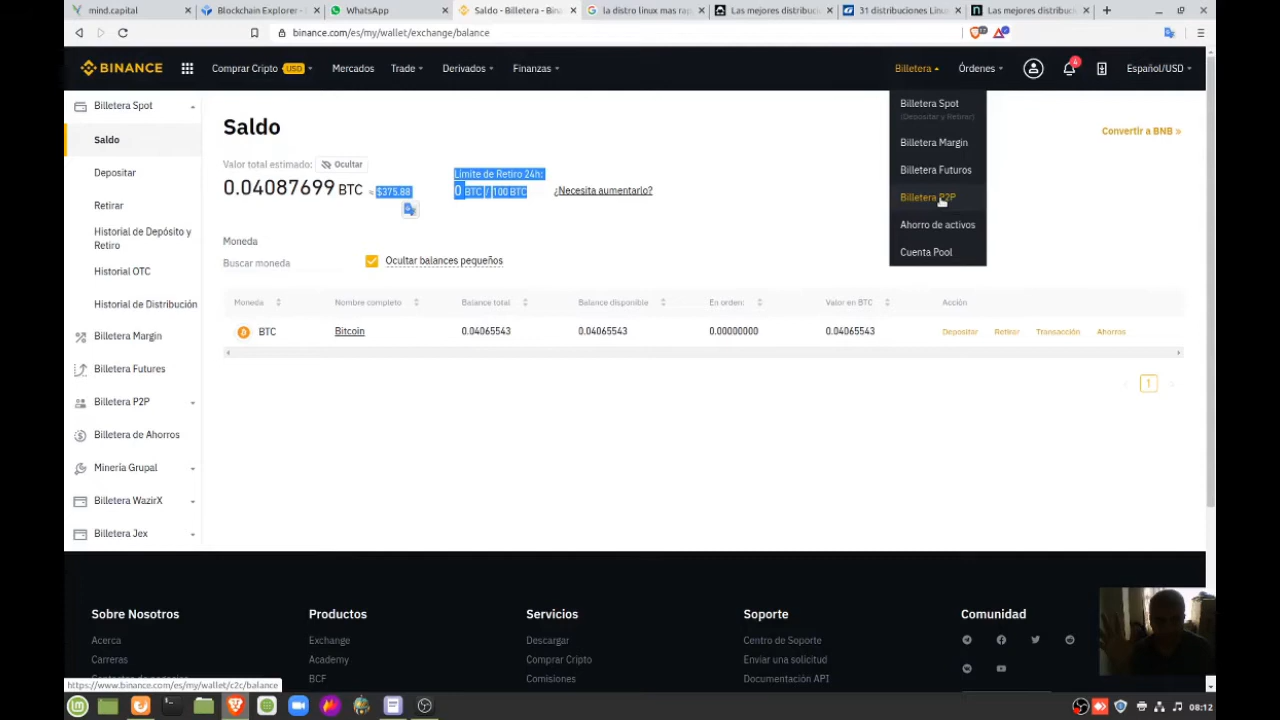 mind.capital
Blockchain Explorer -
WhatsApp
Saldo - Billetera - Bin
la distro linux mas rap
Las mejores distribuci
31 distribuciones Linu
Las mejores distribuci
binance.com/es/my/wallet/exchange/balance
BINANCE
Comprar Cripto USD
Mercados
Trade
Derivados
Finanzas
Billetera
Órdenes
4
Español/USD
Billetera Spot
Saldo
Depositar
Retirar
Historial de Depósito y
Retiro
Historial OTC
Historial de Distribución
Billetera Margin
Billetera Futures
Billetera P2P
Billetera de Ahorros
Minería Grupal
Billetera WazirX
Billetera Jex
Saldo
Valor total estimado:
Ocultar
0.04087699 BTC ≈ $375.88
Límite de Retiro 24h:
0 BTC / 100 BTC
¿Necesita aumentarlo?
Billetera Spot
(Depositar y Retirar)
Billetera Margin
Billetera Futuros
Billetera P2P
Ahorro de activos
Cuenta Pool
Convertir a BNB »
Moneda
Buscar moneda
Ocultar balances pequeños
Moneda
Nombre completo
Balance total
Balance disponible
En orden:
Valor en BTC
Acción
BTC
Bitcoin
0.04065543
0.04065543
0.00000000
0.04065543
Depositar
Retirar
Transacción
Ahorros
1
Sobre Nosotros
Acerca
Carreras
Productos
Exchange
Academy
BCF
Servicios
Descargar
Comprar Cripto
Comisiones
Soporte
Centro de Soporte
Enviar una solicitud
Documentación API
Comunidad
https://www.binance.com/es/my/wallet/c2c/balance
08:12